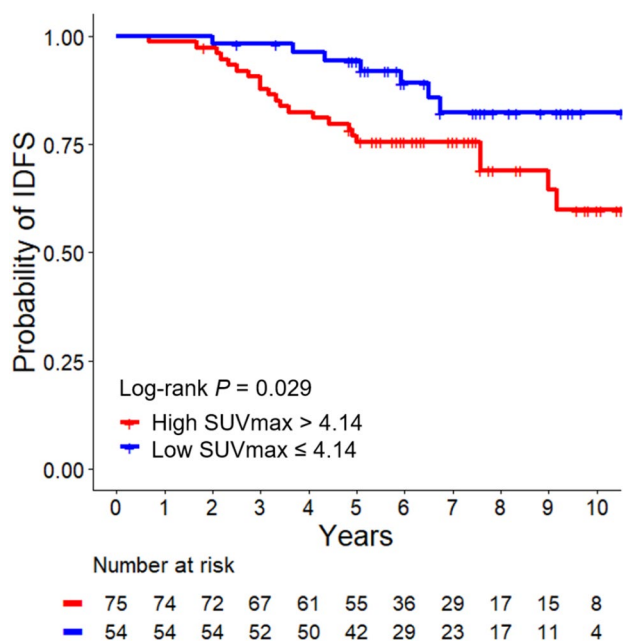 Probability of IDFS
1.00
0.75
0.50
0.25
0.00
Log-rank P = 0.029
High SUVmax > 4.14
Low SUVmax ≤ 4.14
0 1 2 3 4 5 6 7 8 9 10
Years
Number at risk
75 74 72 67 61 55 36 29 17 15 8
54 54 54 52 50 42 29 23 17 11 4